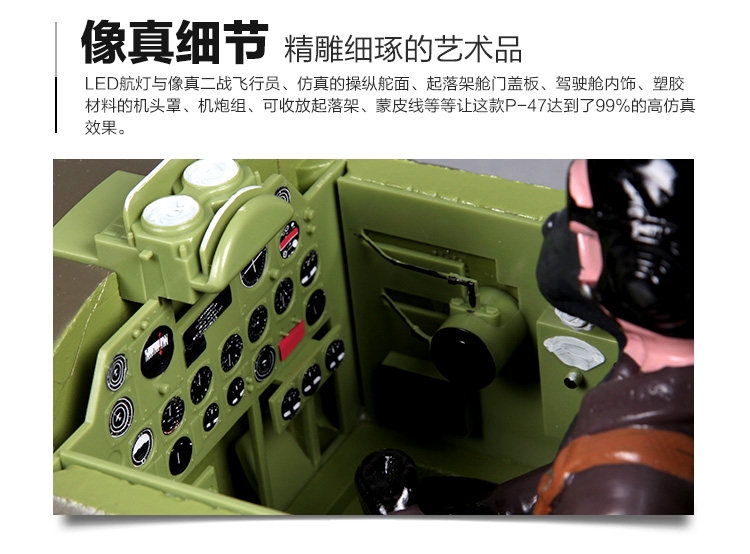 像真细节 精雕细琢的艺术品
LED航灯与像真二战飞行员、仿真的操纵舵面、起落架舱门盖板、驾驶舱内饰、塑胶
材料的机头罩、机炮组、可收放起落架、蒙皮线等等让这款P-47达到了99%的高仿真
效果。